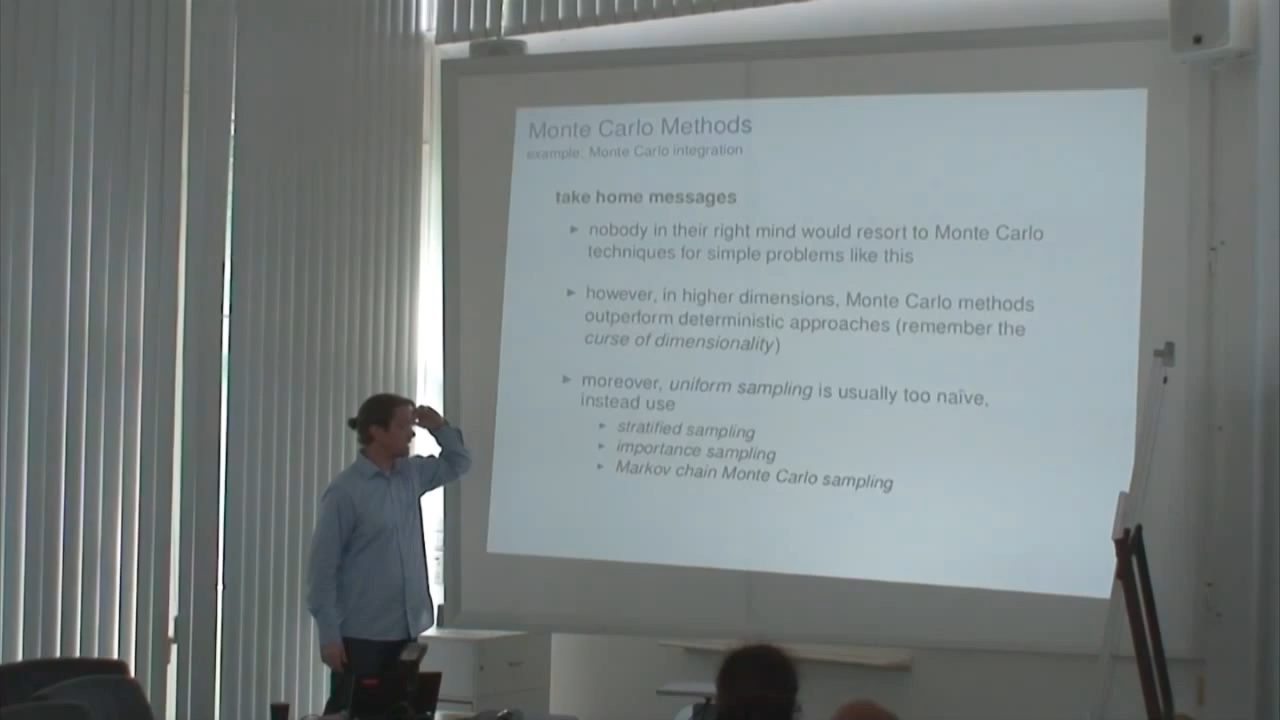 Monte Carlo Methods
example: Monte Carlo integration
take home messages
► nobody in their right mind would resort to Monte Carlo
techniques for simple problems like this
► however, in higher dimensions, Monte Carlo methods
outperform deterministic approaches (remember the
curse of dimensionality)
► moreover, uniform sampling is usually too naïve,
instead use
► stratified sampling
► importance sampling
► Markov chain Monte Carlo sampling